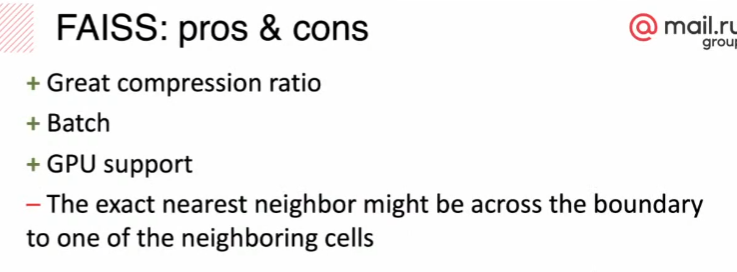 FAISS: pros & cons
@mail.ru
group
+ Great compression ratio
+ Batch
+ GPU support
– The exact nearest neighbor might be across the boundary
to one of the neighboring cells